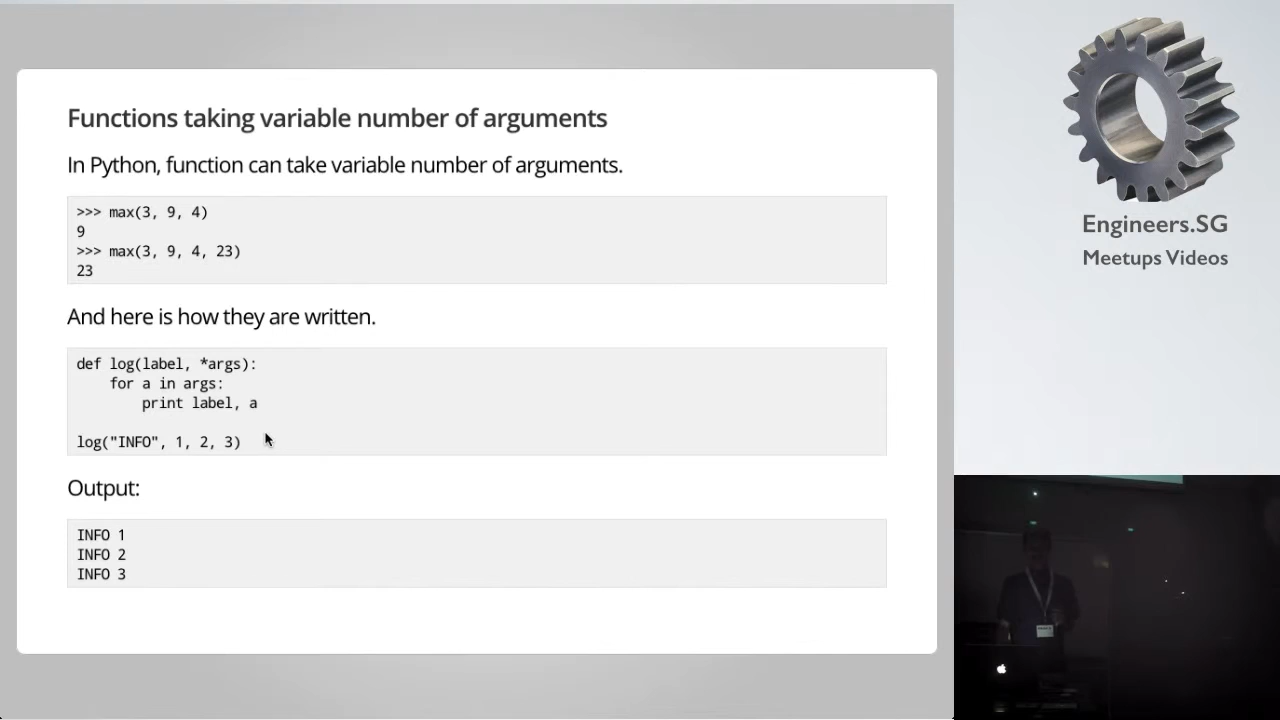 Functions taking variable number of arguments
In Python, function can take variable number of arguments.
>>> max(3, 9, 4)
9
>>> max(3, 9, 4, 23)
23
And here is how they are written.
def log(label, *args):
    for a in args:
        print label, a
log("INFO", 1, 2, 3)
Output:
INFO 1
INFO 2
INFO 3
Engineers.SG
Meetups Videos